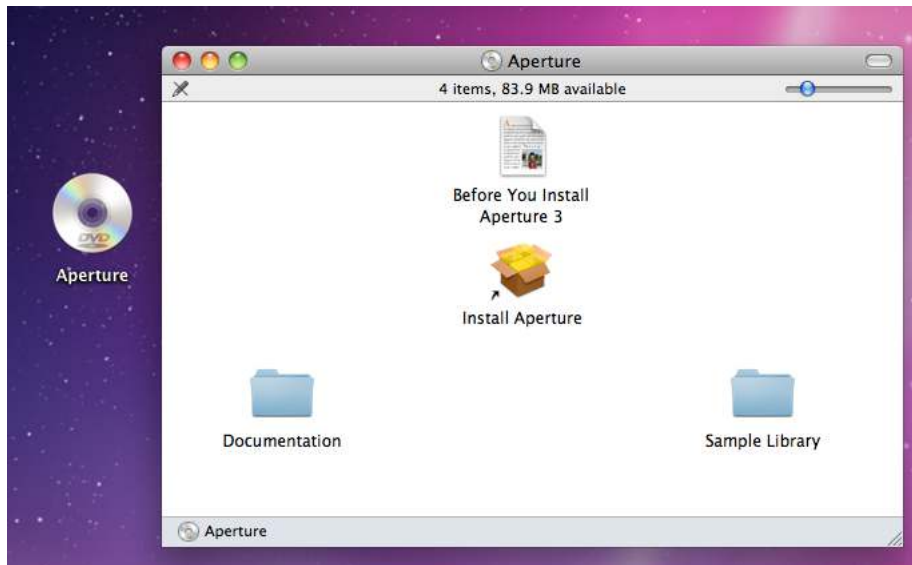 Aperture
4 items, 83.9 MB available
Before You Install
Aperture 3
DVD
Aperture
Install Aperture
Documentation
Sample Library
Aperture